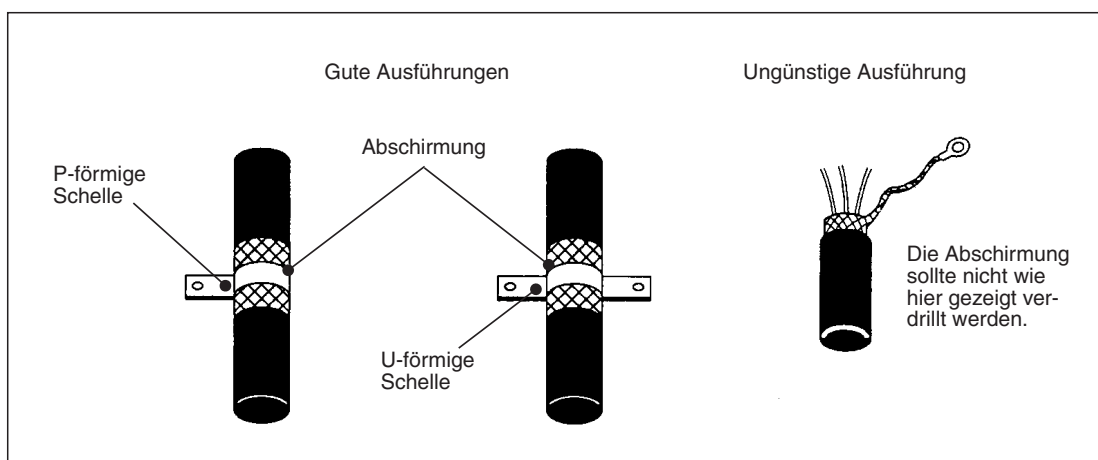 Gute Ausführungen
Ungünstige Ausführung
Abschirmung
P-förmige
Schelle
U-förmige
Schelle
Die Abschirmung
sollte nicht wie
hier gezeigt ver-
drillt werden.